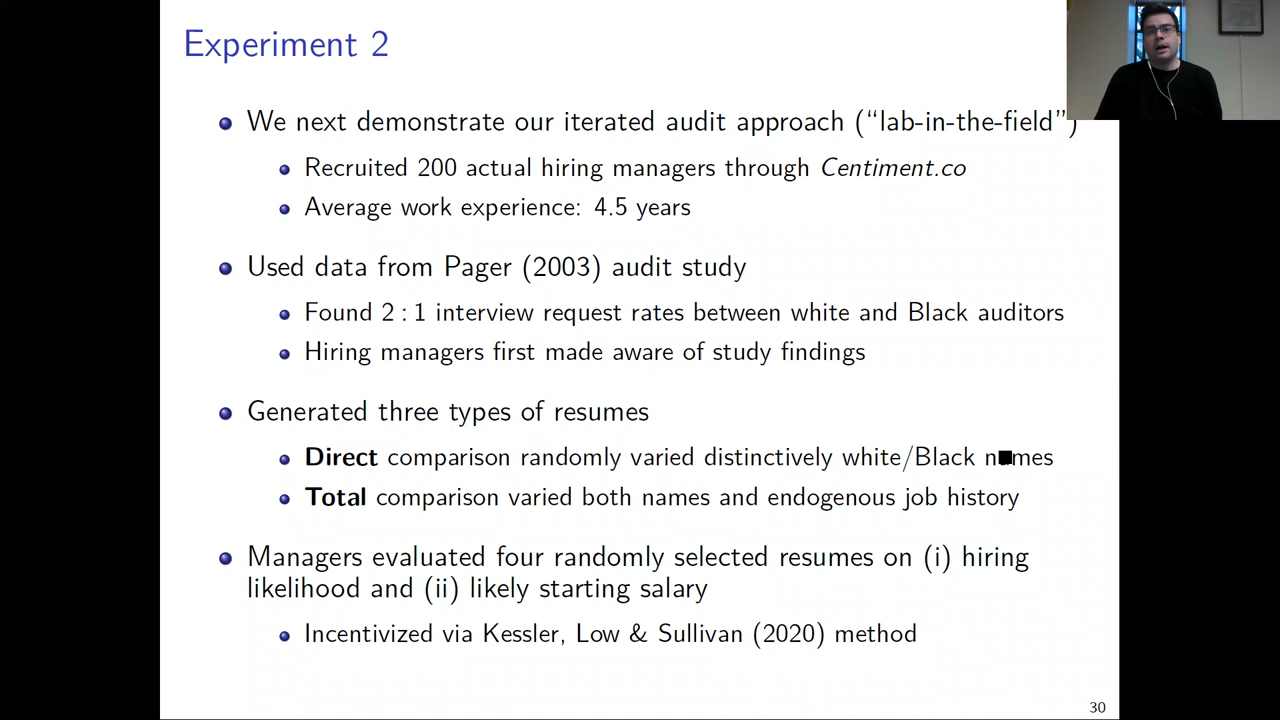 Experiment 2
We next demonstrate our iterated audit approach (“lab-in-the-field”)
Recruited 200 actual hiring managers through Centiment.co
Average work experience: 4.5 years
Used data from Pager (2003) audit study
Found 2 : 1 interview request rates between white and Black auditors
Hiring managers first made aware of study findings
Generated three types of resumes
Direct comparison randomly varied distinctively white/Black names
Total comparison varied both names and endogenous job history
Managers evaluated four randomly selected resumes on (i) hiring
likelihood and (ii) likely starting salary
Incentivized via Kessler, Low & Sullivan (2020) method
30